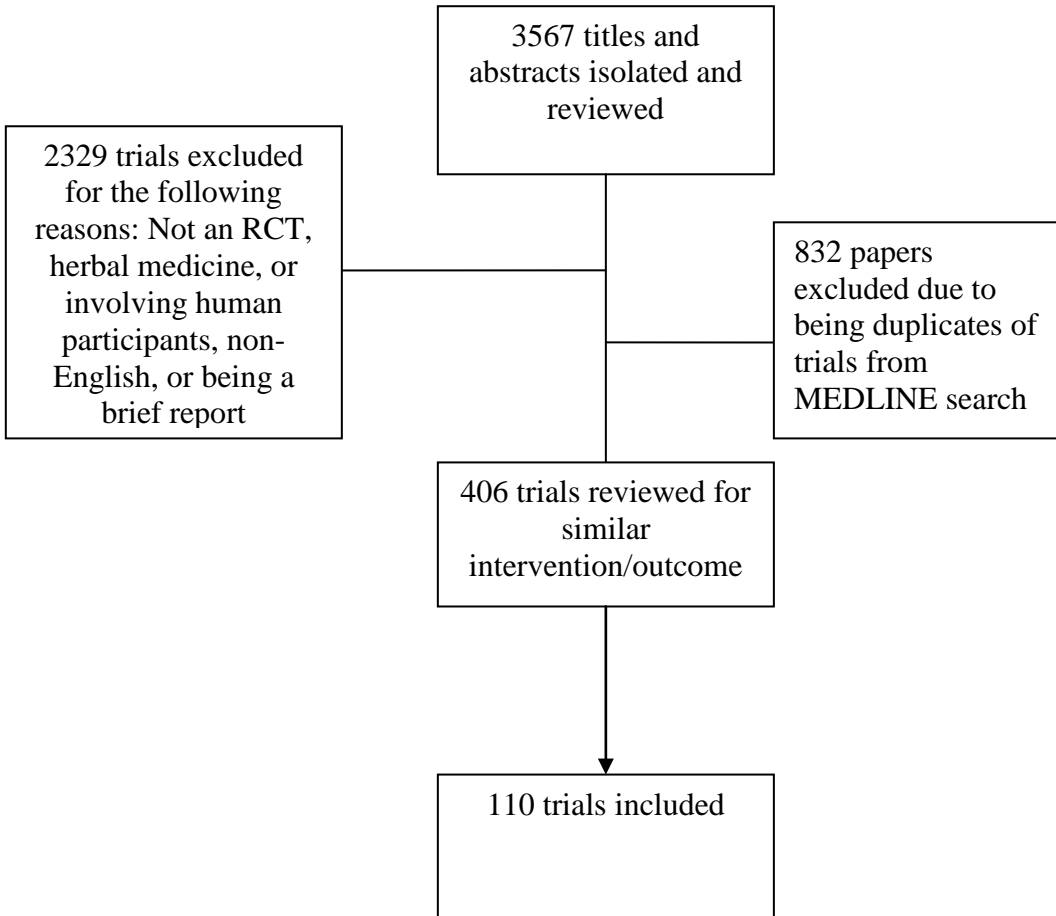 3567 titles and
abstracts isolated and
reviewed
2329 trials excluded
for the following
reasons: Not an RCT,
herbal medicine, or
involving human
participants, non-
English, or being a
brief report
832 papers
excluded due to
being duplicates of
trials from
MEDLINE search
406 trials reviewed for
similar
intervention/outcome
110 trials included